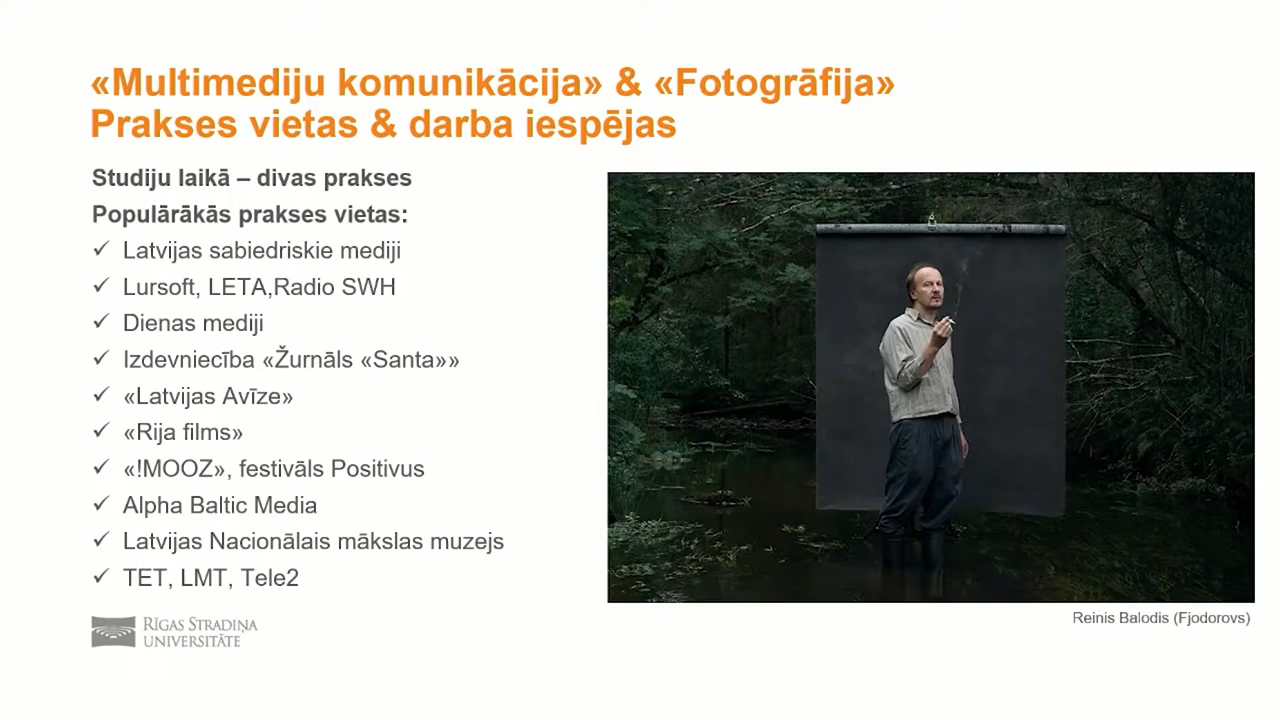 «Multimediju komunikācija» & «Fotogrāfija»
Prakses vietas & darba iespējas
Studiju laikā – divas prakses
Populārākās prakses vietas:
✓ Latvijas sabiedriskie mediji
✓ Lursoft, LETA,Radio SWH
✓ Dienas mediji
✓ Izdevniecība «Žurnāls «Santa»»
✓ «Latvijas Avīze»
✓ «Rija films»
✓ «!MOOZ», festivāls Positivus
✓ Alpha Baltic Media
✓ Latvijas Nacionālais mākslas muzejs
✓ TET, LMT, Tele2
Reinis Balodis (Fjodorovs)
RĪGAS STRADIŅA
UNIVERSITĀTE